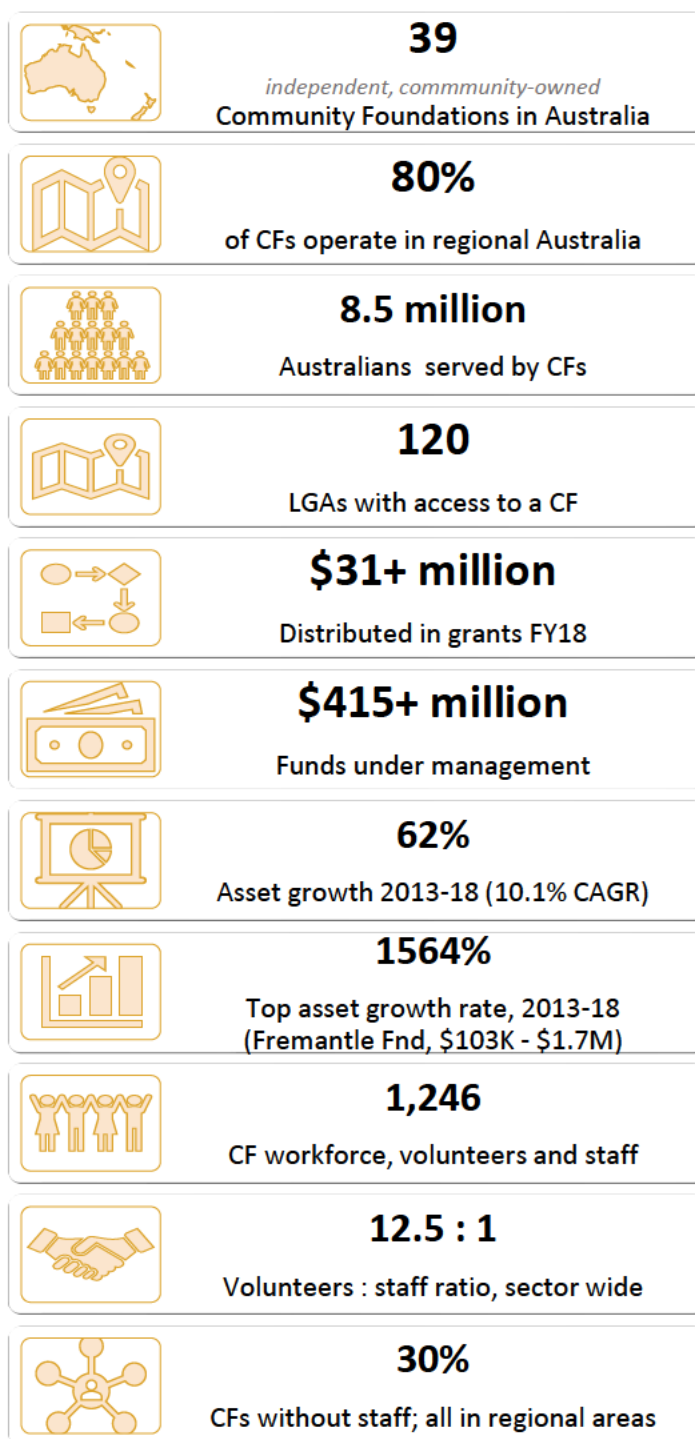 39
independent, commmunity-owned
Community Foundations in Australia
80%
of CFs operate in regional Australia
8.5 million
Australians served by CFs
120
LGAs with access to a CF
$31+ million
Distributed in grants FY18
$415+ million
Funds under management
62%
Asset growth 2013-18 (10.1% CAGR)
1564%
Top asset growth rate, 2013-18
(Fremantle Fnd, $103K - $1.7M)
1,246
CF workforce, volunteers and staff
12.5 : 1
Volunteers : staff ratio, sector wide
30%
CFs without staff; all in regional areas